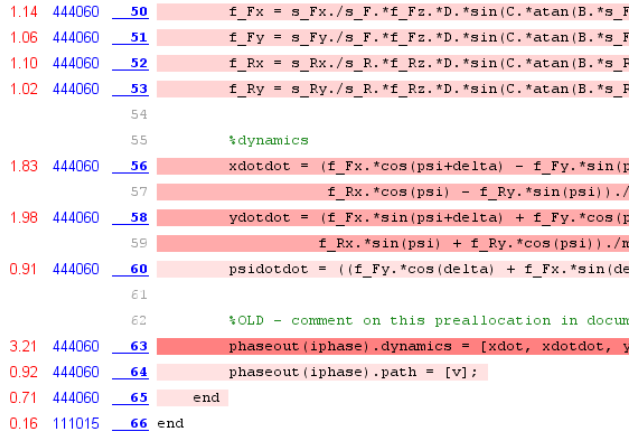 1.14 444060 50 f_Fx = s_Fx./s_F.*f_Fz.*D.*sin(C.*atan(B.*s_F
1.06 444060 51 f_Fy = s_Fy./s_F.*f_Fz.*D.*sin(C.*atan(B.*s_F
1.10 444060 52 f_Rx = s_Rx./s_R.*f_Rz.*D.*sin(C.*atan(B.*s_R
1.02 444060 53 f_Ry = s_Ry./s_R.*f_Rz.*D.*sin(C.*atan(B.*s_R
54
55 %dynamics
1.83 444060 56 xdotdot = (f_Fx.*cos(psi+delta) - f_Fy.*sin(p
57 f_Rx.*cos(psi) - f_Ry.*sin(psi))./
1.98 444060 58 ydotdot = (f_Fx.*sin(psi+delta) + f_Fy.*cos(p
59 f_Rx.*sin(psi) + f_Ry.*cos(psi))./m
0.91 444060 60 psidotdot = ((f_Fy.*cos(delta) + f_Fx.*sin(de
61
62 %OLD - comment on this preallocation in docum
3.21 444060 63 phaseout(iphase).dynamics = [xdot, xdotdot, y
0.92 444060 64 phaseout(iphase).path = [v];
0.71 444060 65 end
0.16 111015 66 end